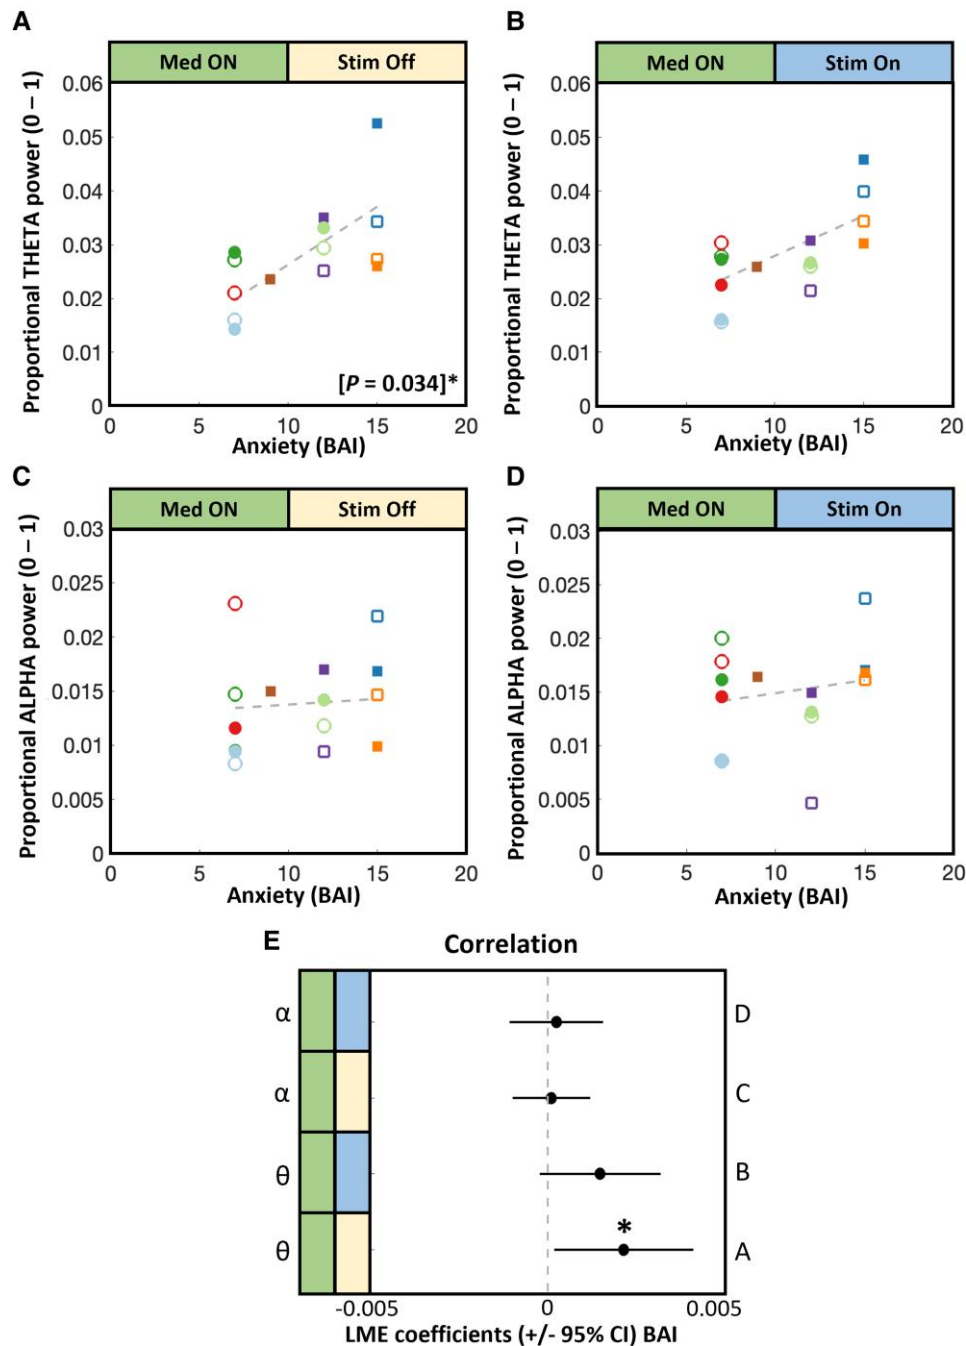 A
Med ON Stim Off
Proportional THETA power (0 – 1)
0.06
0.05
0.04
0.03
0.02
0.01
0
[P = 0.034]*
0 5 10 15 20
Anxiety (BAI)
B
Med ON Stim On
Proportional THETA power (0 – 1)
0.06
0.05
0.04
0.03
0.02
0.01
0
0 5 10 15 20
Anxiety (BAI)
C
Med ON Stim Off
Proportional ALPHA power (0 – 1)
0.03
0.025
0.02
0.015
0.01
0.005
0
0 5 10 15 20
Anxiety (BAI)
D
Med ON Stim On
Proportional ALPHA power (0 – 1)
0.03
0.025
0.02
0.015
0.01
0.005
0
0 5 10 15 20
Anxiety (BAI)
E
Correlation
α D
α C
θ B
*
θ A
-0.005 0 0.005
LME coefficients (+/- 95% CI) BAI